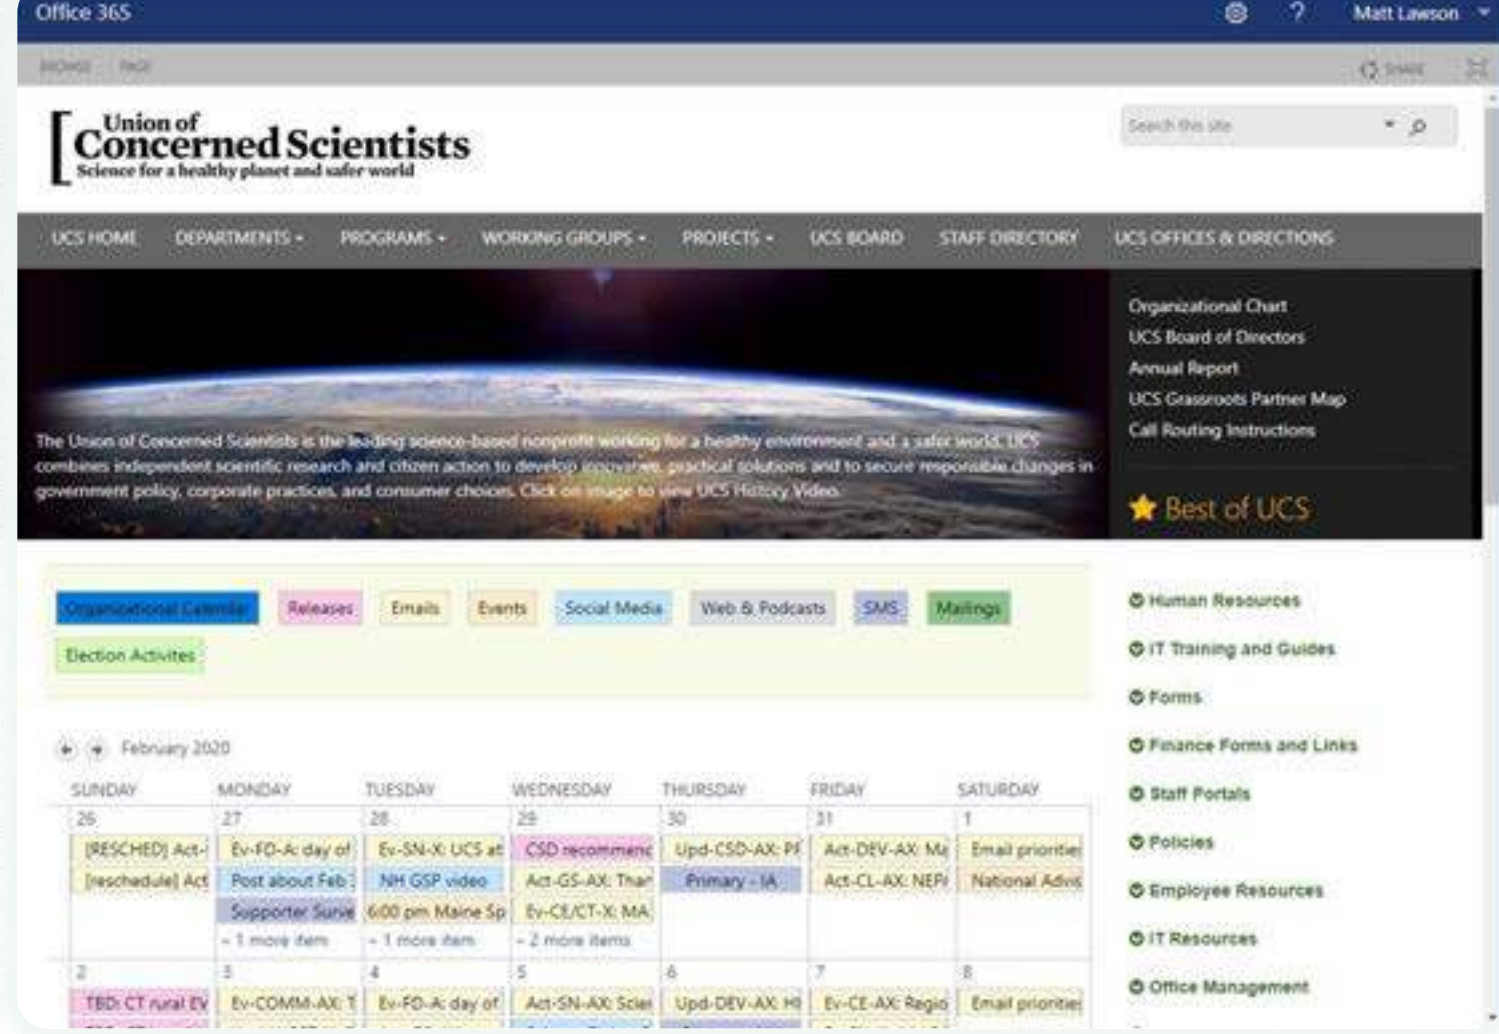 Office 365
? Matt Lawson
BROWSE PAGE
SHARE
Union of
Concerned Scientists
Science for a healthy planet and safer world
Search this site
UCS HOME DEPARTMENTS PROGRAMS WORKING GROUPS PROJECTS UCS BOARD STAFF DIRECTORY UCS OFFICES & DIRECTIONS
Organizational Chart
UCS Board of Directors
Annual Report
UCS Grassroots Partner Map
Call Routing Instructions
The Union of Concerned Scientists is the leading science-based nonprofit working for a healthy environment and a safer world. UCS
combines independent scientific research and citizen action to develop innovative, practical solutions and to secure responsible changes in
government policy, corporate practices, and consumer choices. Click on image to view UCS History Video.
Best of UCS
Organizational Calendar Releases Emails Events Social Media Web & Podcasts SMS Mailings
Election Activites
Human Resources
IT Training and Guides
Forms
Finance Forms and Links
Staff Portals
Policies
Employee Resources
IT Resources
Office Management
February 2020
SUNDAY MONDAY TUESDAY WEDNESDAY THURSDAY FRIDAY SATURDAY
26 27 28 29 30 31 1
[RESCHED] Act- Ev-FO-A: day of Ev-SN-X: UCS at CSD recommenc Upd-CSD-AX: Act-DEV-AX: Ma Email priorities
[reschedule] Act Post about Feb NH GSP video Act-GS-AX: Than Primary - IA Act-CL-AX: NEPA National Advis
Supporter Surve 6:00 pm Maine Sp Ev-CE/CT-X: MA
1 more item 1 more item 2 more items
2 3 4 5 6 7 8
TBD: CT rural EV Ev-COMM-AX: T Ev-FO-A: day of Act-SN-AX: Scie Upd-DEV-AX: Ev-CE-AX: Regio Email priorities